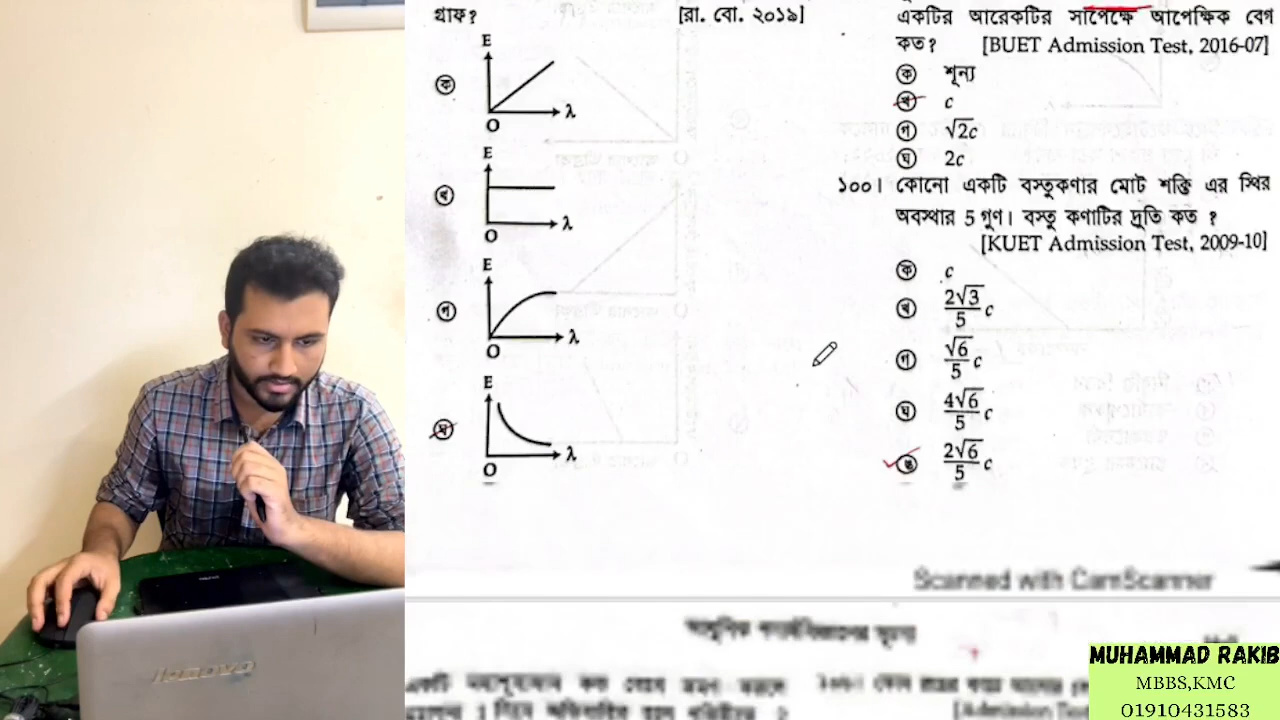 গ্রাফ? [রা. বো. ২০১৯]
E
ক
O λ
E
খ
O λ
E
গ
O λ
E
ঘ
O λ
একটির আরেকটির সাপেক্ষে আপেক্ষিক বেগ
কত? [BUET Admission Test, 2016-07]
ক শূন্য
খ c
গ √2c
ঘ 2c
১০০। কোনো একটি বস্তুকণার মোট শক্তি এর স্থির
অবস্থার 5 গুণ। বস্তু কণাটির দ্রুতি কত ?
[KUET Admission Test, 2009-10]
ক c
খ 2√3/5 c
গ √6/5 c
ঘ 4√6/5 c
ঙ 2√6/5 c
Scanned with CamScanner
MUHAMMAD RAKIB
MBBS,KMC
01910431583